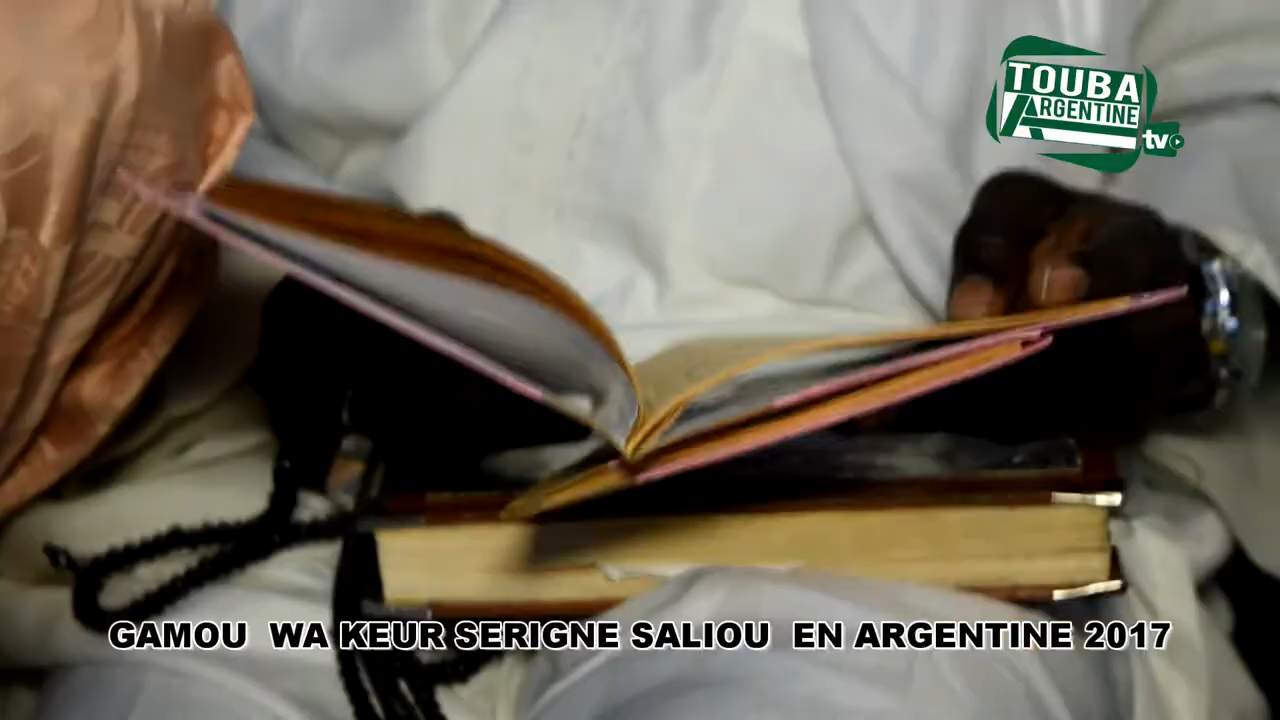 TOUBA
ARGENTINE
tv
GAMOU WA KEUR SERIGNE SALIOU EN ARGENTINE 2017